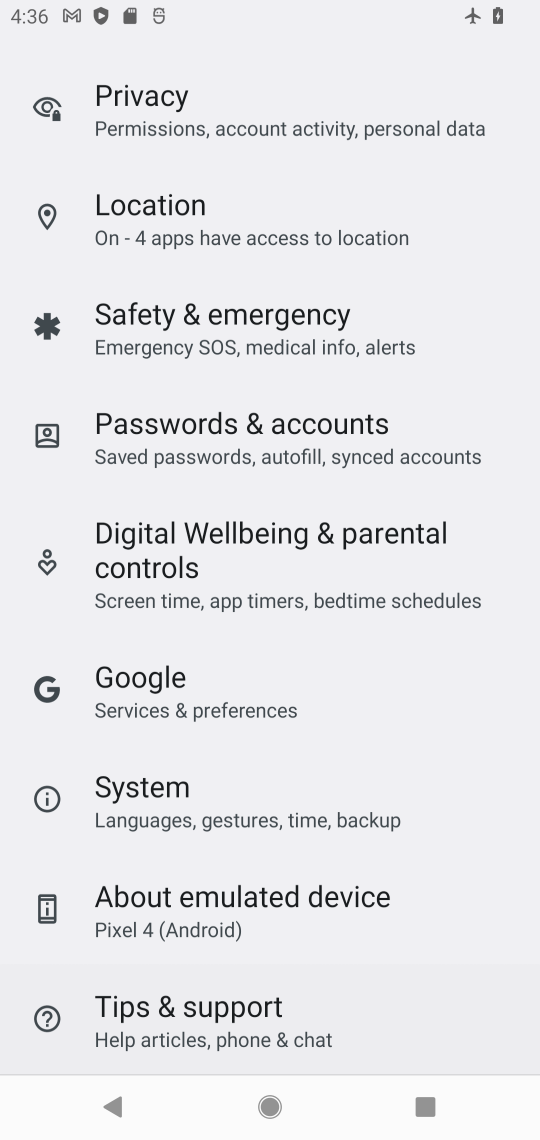 4:36
Privacy
Permissions, account activity, personal data
Location
On - 4 apps have access to location
Safety & emergency
Emergency SOS, medical info, alerts
Passwords & accounts
Saved passwords, autofill, synced accounts
Digital Wellbeing & parental
controls
Screen time, app timers, bedtime schedules
Google
Services & preferences
System
Languages, gestures, time, backup
About emulated device
Pixel 4 (Android)
Tips & support
Help articles, phone & chat